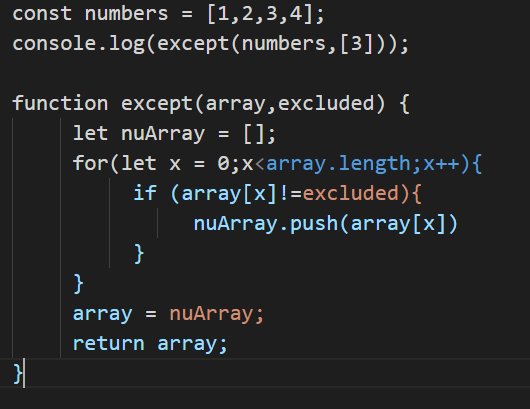 const numbers = [1,2,3,4];
console.log(except(numbers,[3]));
function except(array,excluded) {
let nuArray = [];
for(let x = 0;x<array.length;x++){
if (array[x]!=excluded){
nuArray.push(array[x])
}
}
array = nuArray;
return array;
}